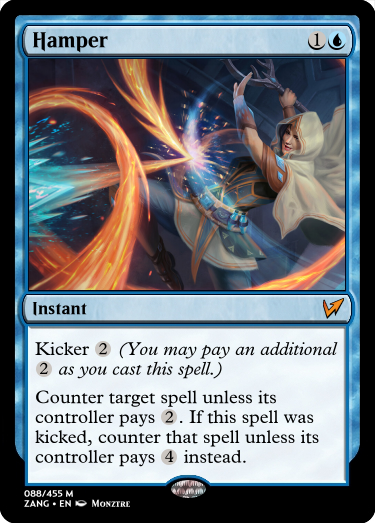 Hamper 1
Instant
Kicker 2 (You may pay an additional
2 as you cast this spell.)
Counter target spell unless its
controller pays 2. If this spell was
kicked, counter that spell unless its
controller pays 4 instead.
088/455 M
ZANG • EN Monztre